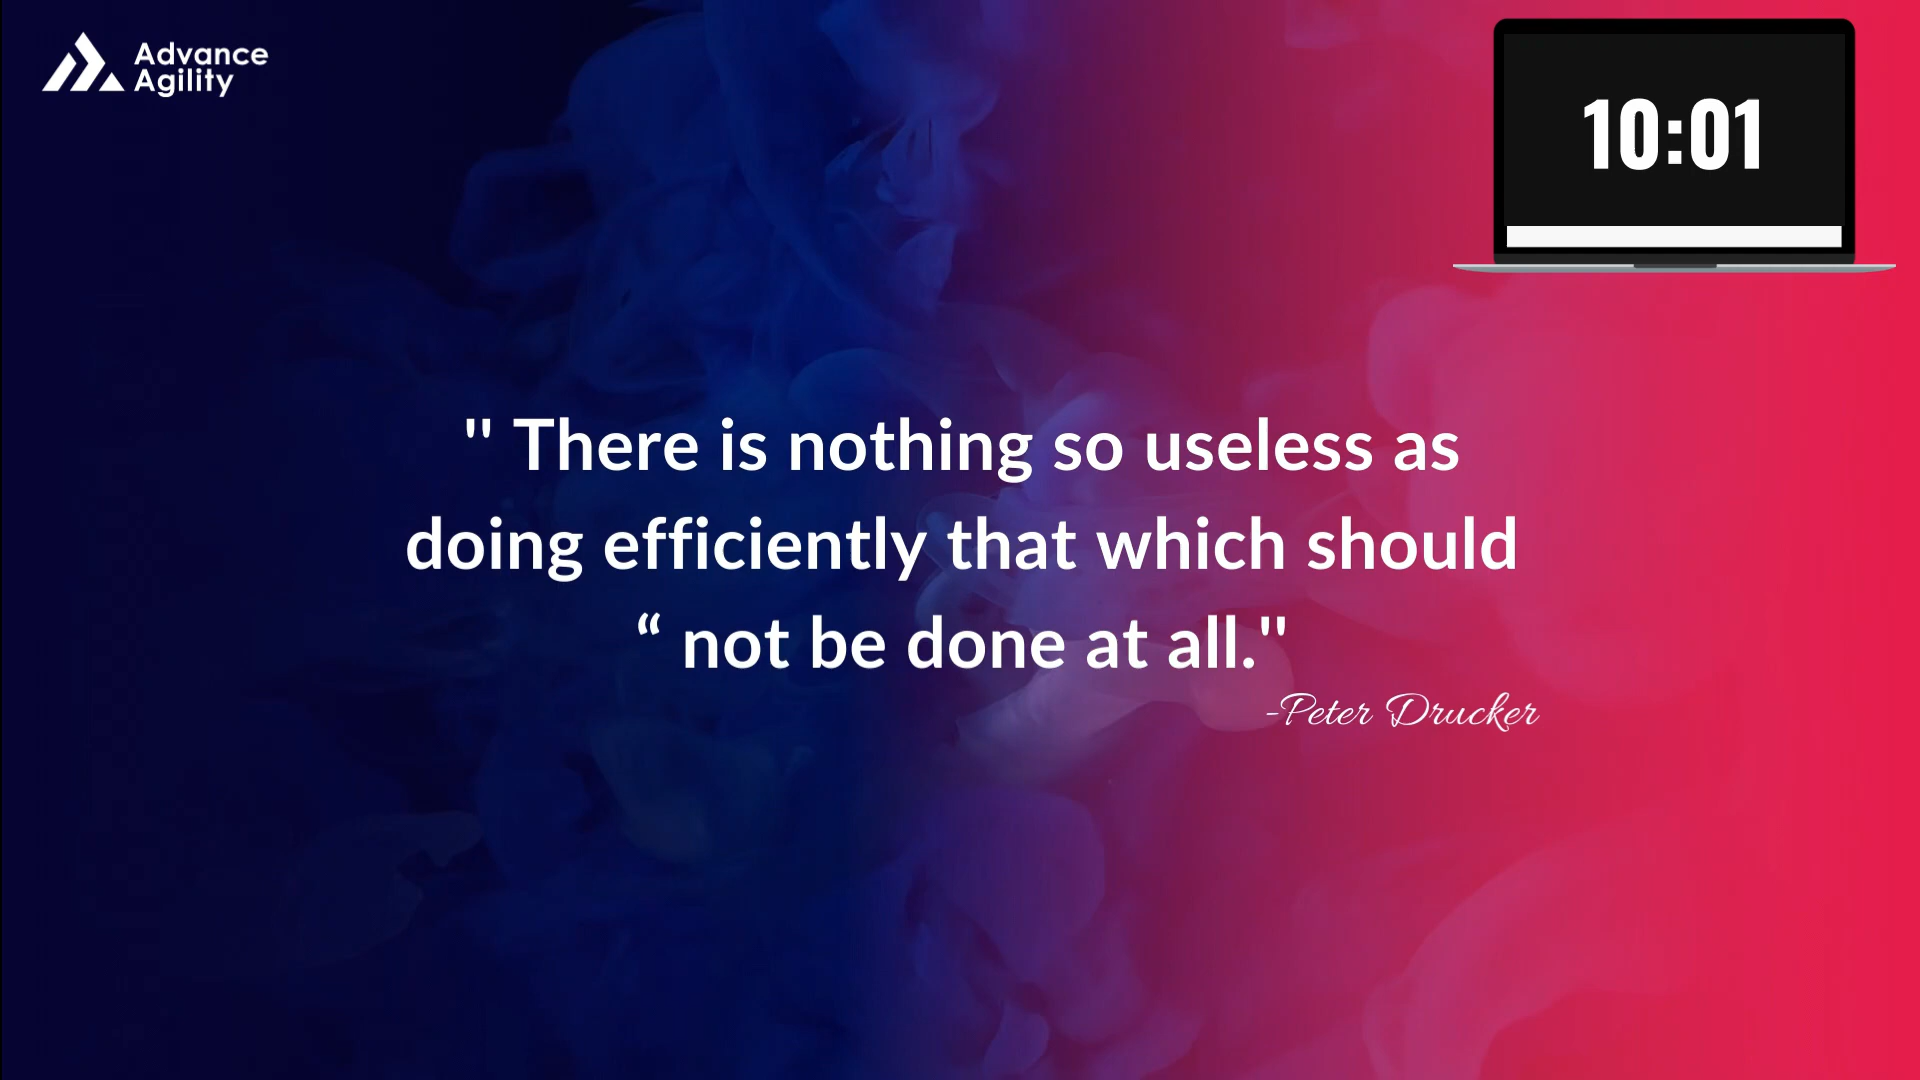 Advance
Agility
10:01
" There is nothing so useless as
doing efficiently that which should
“ not be done at all."
-Peter Drucker